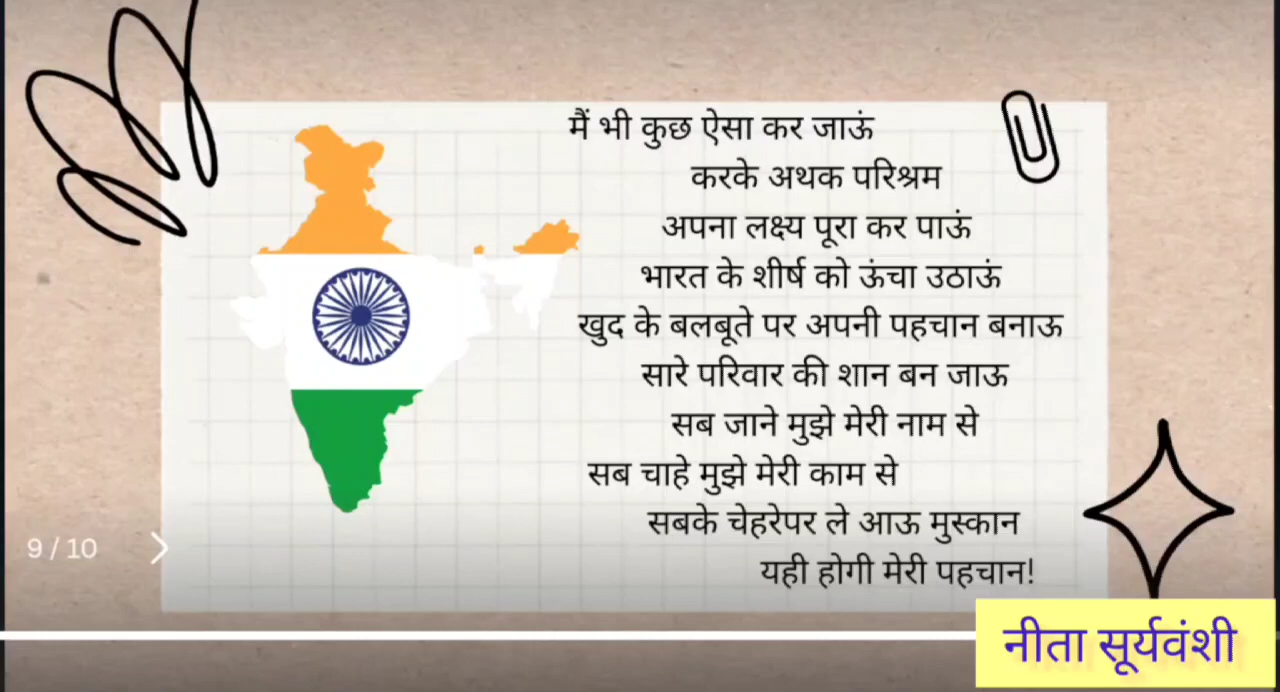 मैं भी कुछ ऐसा कर जाऊं
करके अथक परिश्रम
अपना लक्ष्य पूरा कर पाऊं
भारत के शीर्ष को ऊंचा उठाऊं
खुद के बलबूते पर अपनी पहचान बनाऊ
सारे परिवार की शान बन जाऊ
सब जाने मुझे मेरी नाम से
सब चाहे मुझे मेरी काम से
सबके चेहरेपर ले आऊ मुस्कान
यही होगी मेरी पहचान!
9 / 10
नीता सूर्यवंशी